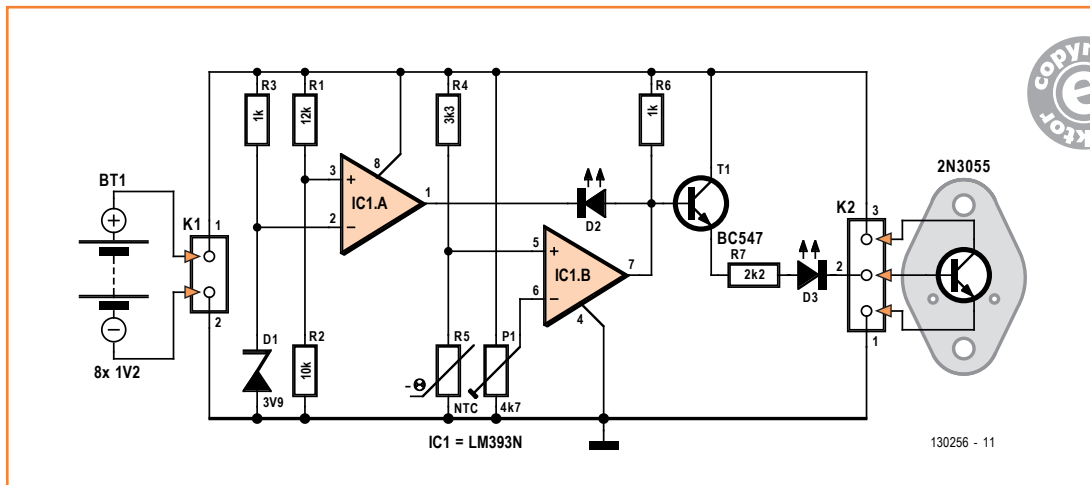 copyright
elektor
R3
1k
R1
12k
R4
3k3
R6
1k
2N3055
BT1
K1
1
2
8x 1V2
3
8
+
IC1.A
1
2
−
D2
T1
BC547
R7
2k2
D3
K2
3
2
1
5
+
IC1.B
7
6
−
4
D1
3V9
R2
10k
R5
-Θ
NTC
P1
4k7
IC1 = LM393N
130256 - 11